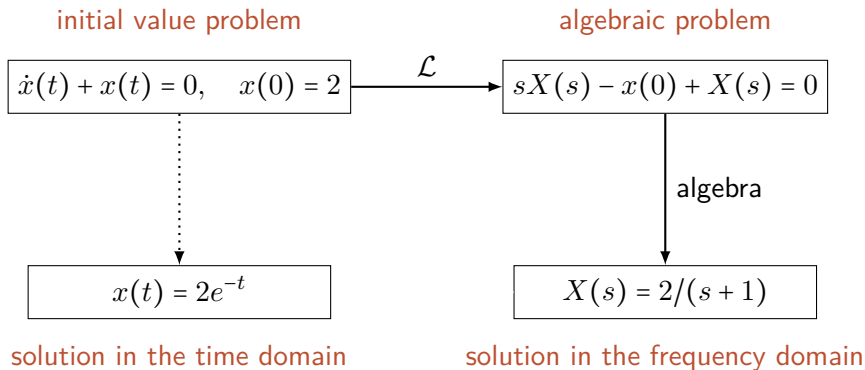 initial value problem
algebraic problem
ẋ(t) + x(t) = 0, x(0) = 2
ℒ
sX(s) − x(0) + X(s) = 0
algebra
x(t) = 2e⁻ᵗ
X(s) = 2/(s + 1)
solution in the time domain
solution in the frequency domain